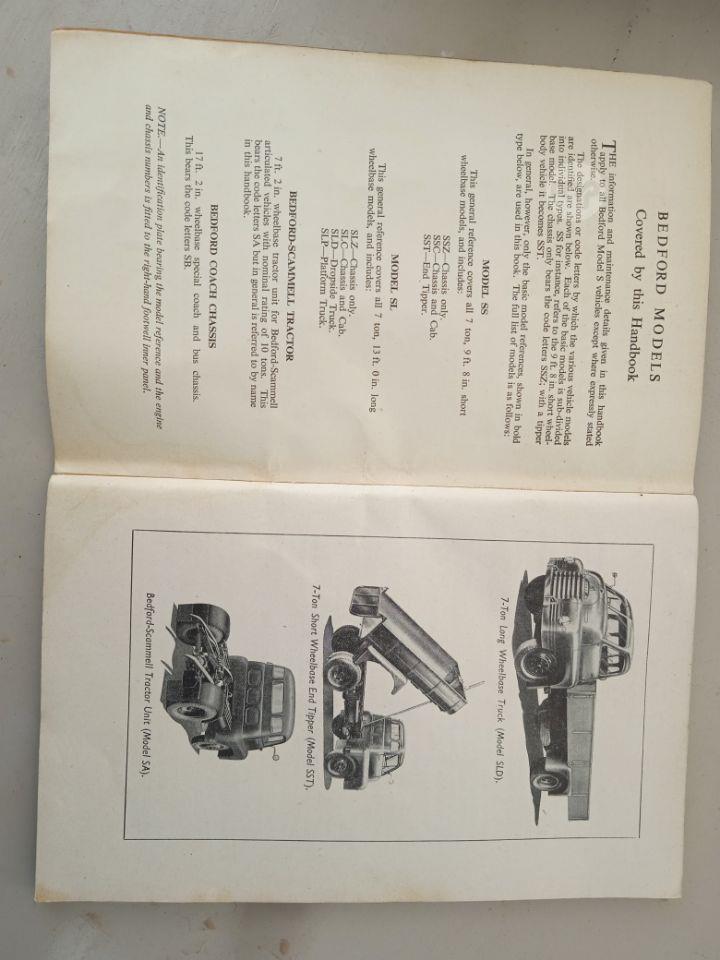 BEDFORD MODELS
Covered by this Handbook
THE information and maintenance details given in this handbook
apply to all Bedford Model S vehicles except where expressly stated
otherwise.
The designations or code letters by which the various vehicle models
are identified are shown below. Each of the basic models is sub-divided
into individual types. SS for instance, refers to the 9 ft. 8 in. short wheel-
base model. The chassis only bears the code letters SSZ; with a tipper
body vehicle it becomes SST.
In general, however, only the basic model references, shown in bold
type below, are used in this book. The full list of models is as follows:
MODEL SS
This general reference covers all 7 ton, 9 ft. 8 in. short
wheelbase models, and includes:
SSZ—Chassis only.
SSC—Chassis and Cab.
SST—End Tipper.
MODEL SL
This general reference covers all 7 ton, 13 ft. 0 in. long
wheelbase models, and includes:
SLZ—Chassis only.
SLC—Chassis and Cab.
SLD—Dropside Truck.
SLP—Platform Truck.
BEDFORD-SCAMMELL TRACTOR
7 ft. 2 in. wheelbase tractor unit for Bedford-Scammell
articulated vehicles with nominal rating of 10 tons. This
bears the code letters SA but in general is referred to by name
in this handbook.
BEDFORD COACH CHASSIS
17 ft. 2 in. wheelbase special coach and bus chassis.
This bears the code letters SB.
NOTE.—An identification plate bearing the model reference and the engine
and chassis numbers is fitted to the right-hand footwell inner panel.
7-Ton Long Wheelbase Truck (Model SLD).
7-Ton Short Wheelbase End Tipper (Model SST).
Bedford-Scammell Tractor Unit (Model SA).